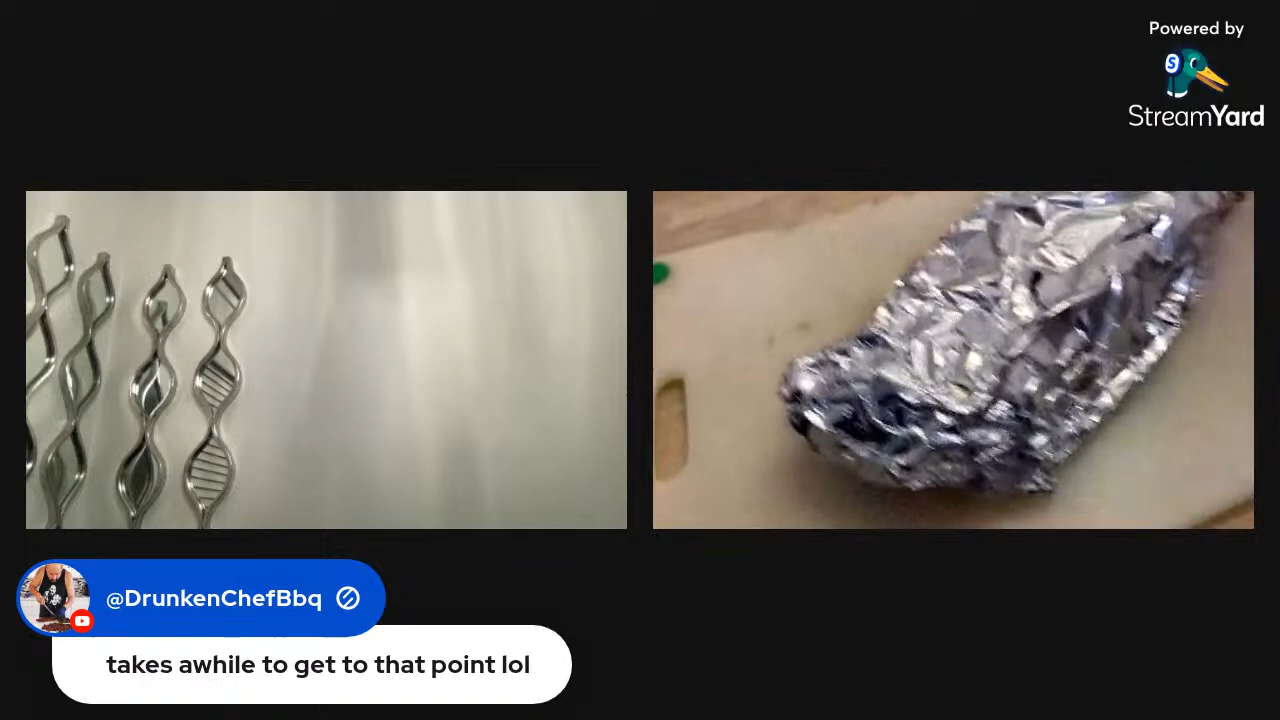 Powered by
StreamYard
@DrunkenChefBbq
takes awhile to get to that point lol